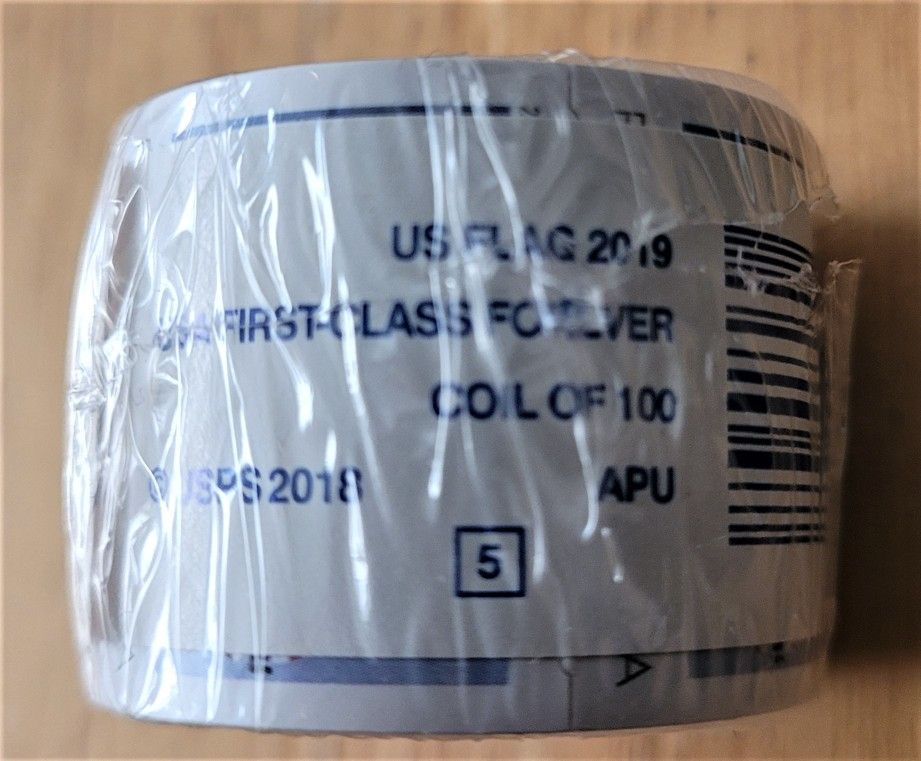 US FLAG 2019
FIRST-CLASS FOREVER
COIL OF 100
© USPS 2018 APU
5